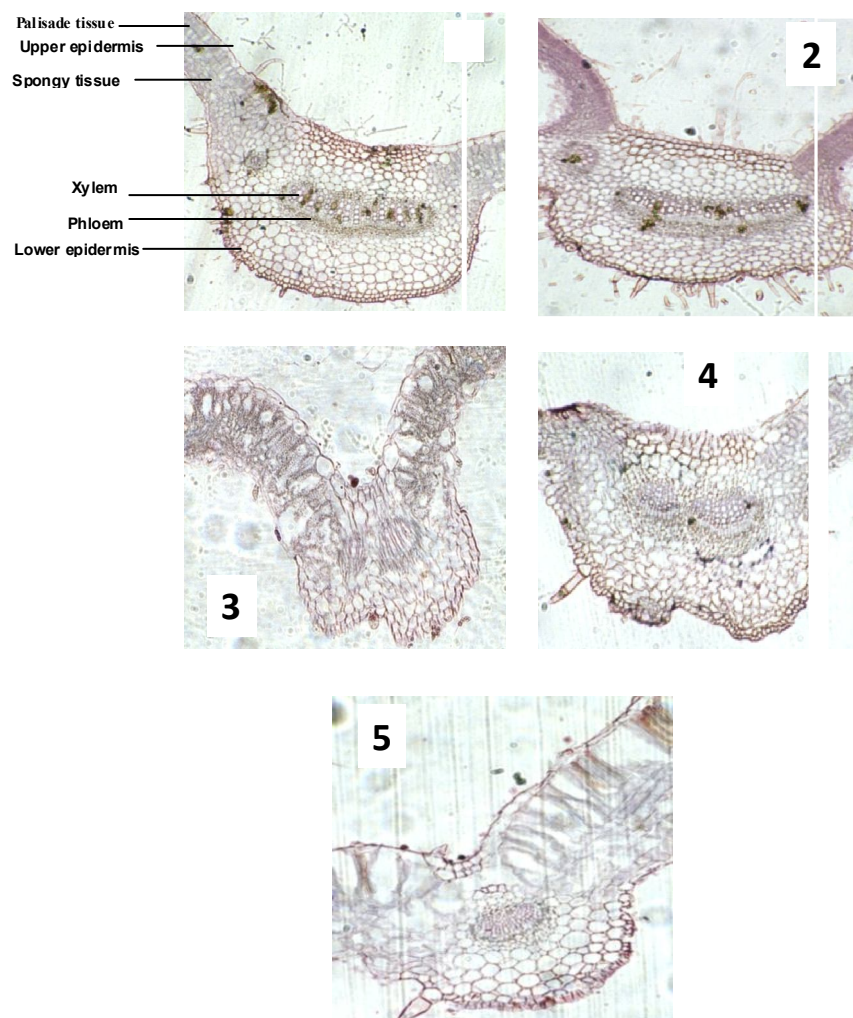 Palisade tissue
Upper epidermis
Spongy tissue
Xylem
Phloem
Lower epidermis
2
3
4
5